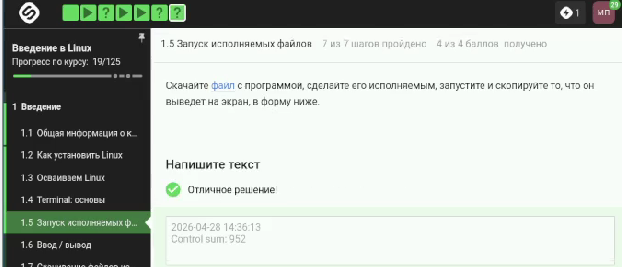 1
МП
29
Введение в Linux
Прогресс по курсу: 19/125
1 Введение
1.1 Общая информация о к...
1.2 Как установить Linux
1.3 Осваиваем Linux
1.4 Terminal: основы
1.5 Запуск исполняемых ф...
1.6 Ввод / вывод
1.5 Запуск исполняемых файлов 7 из 7 шагов пройдено 4 из 4 баллов получено
Скачайте файл с программой, сделайте его исполняемым, запустите и скопируйте то, что он
выведет на экран, в форму ниже.
Напишите текст
Отличное решение!
2026-04-28 14:36:13
Control sum: 952